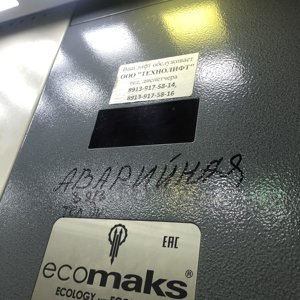 Ваш лифт обслуживает
ООО "ТЕХНОЛИФТ"
тел. диспетчера
8913-917-58-14,
8913-917-58-16
АВАРИЙНАЯ
ТЕЛ
EAC
ecomaks®
ECOLOGY